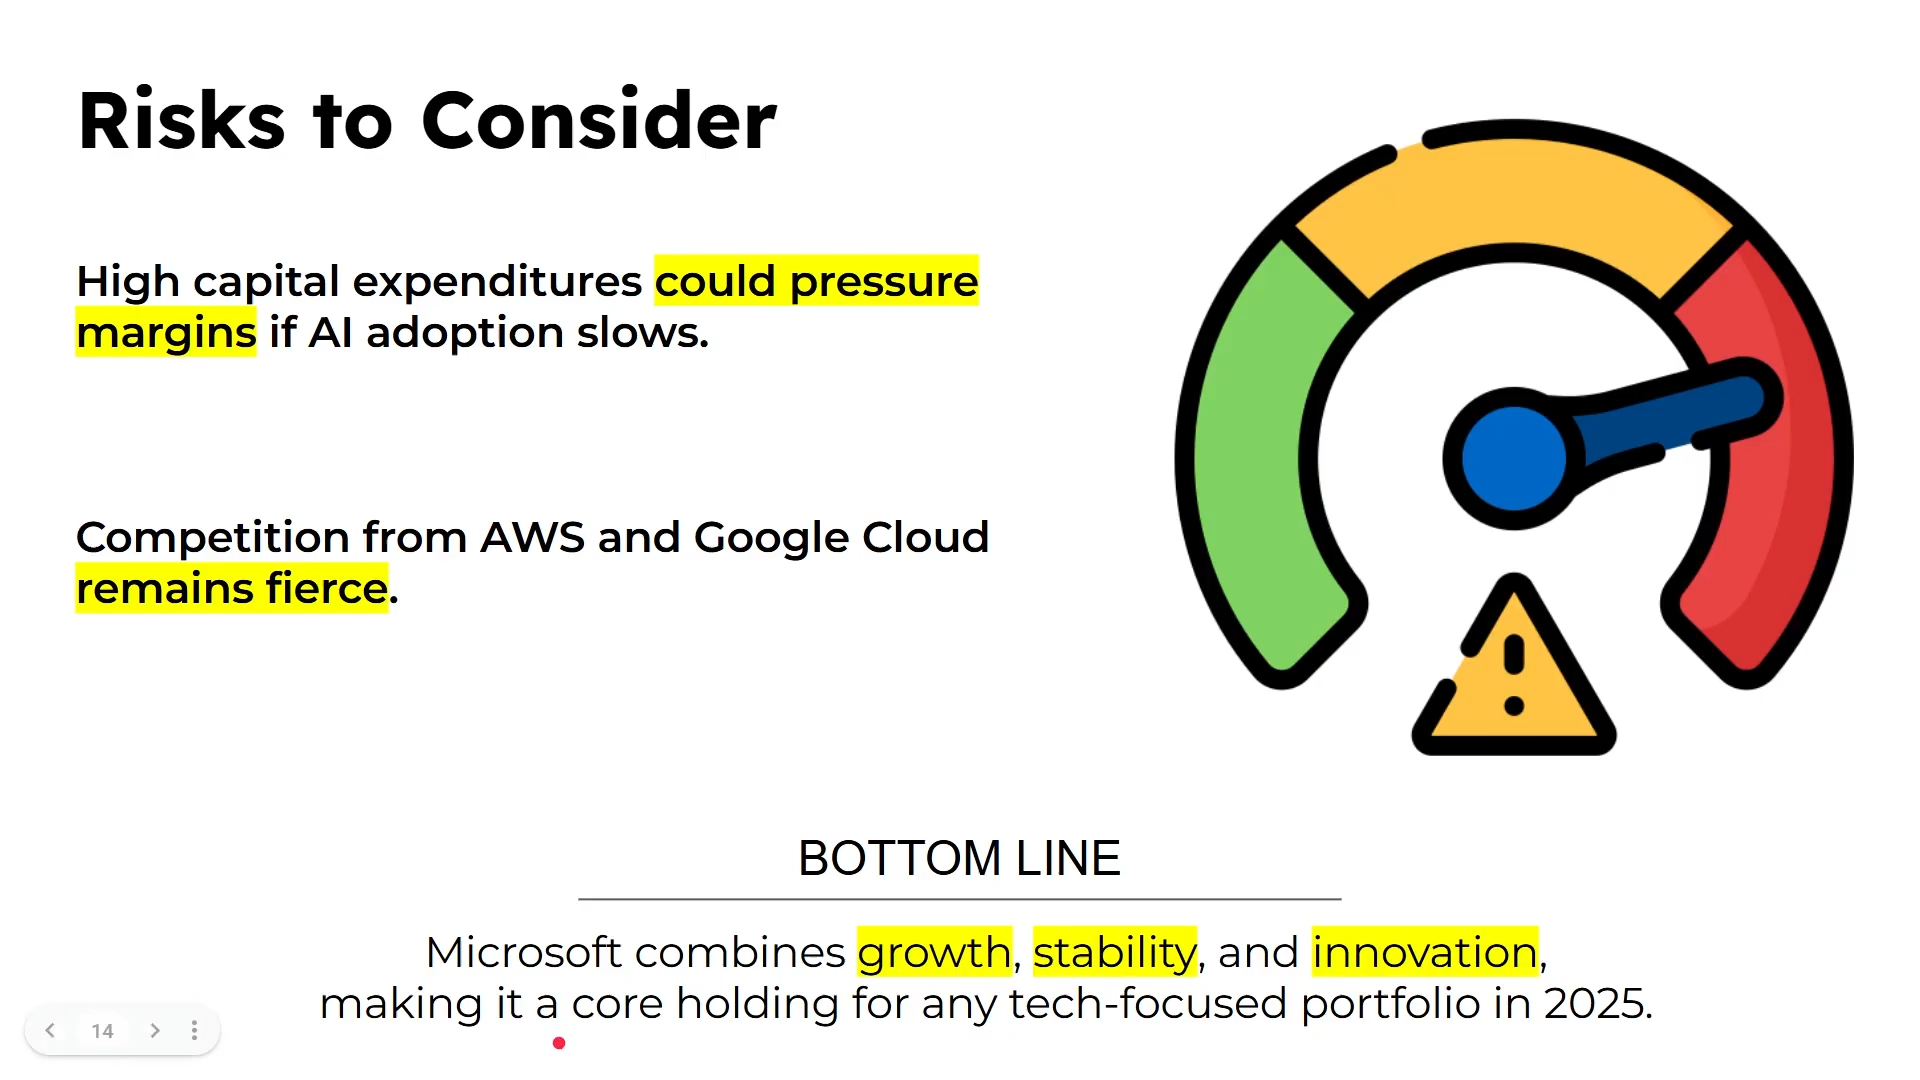 Risks to Consider
High capital expenditures could pressure
margins if AI adoption slows.
Competition from AWS and Google Cloud
remains fierce.
BOTTOM LINE
Microsoft combines growth, stability, and innovation,
making it a core holding for any tech-focused portfolio in 2025.
14